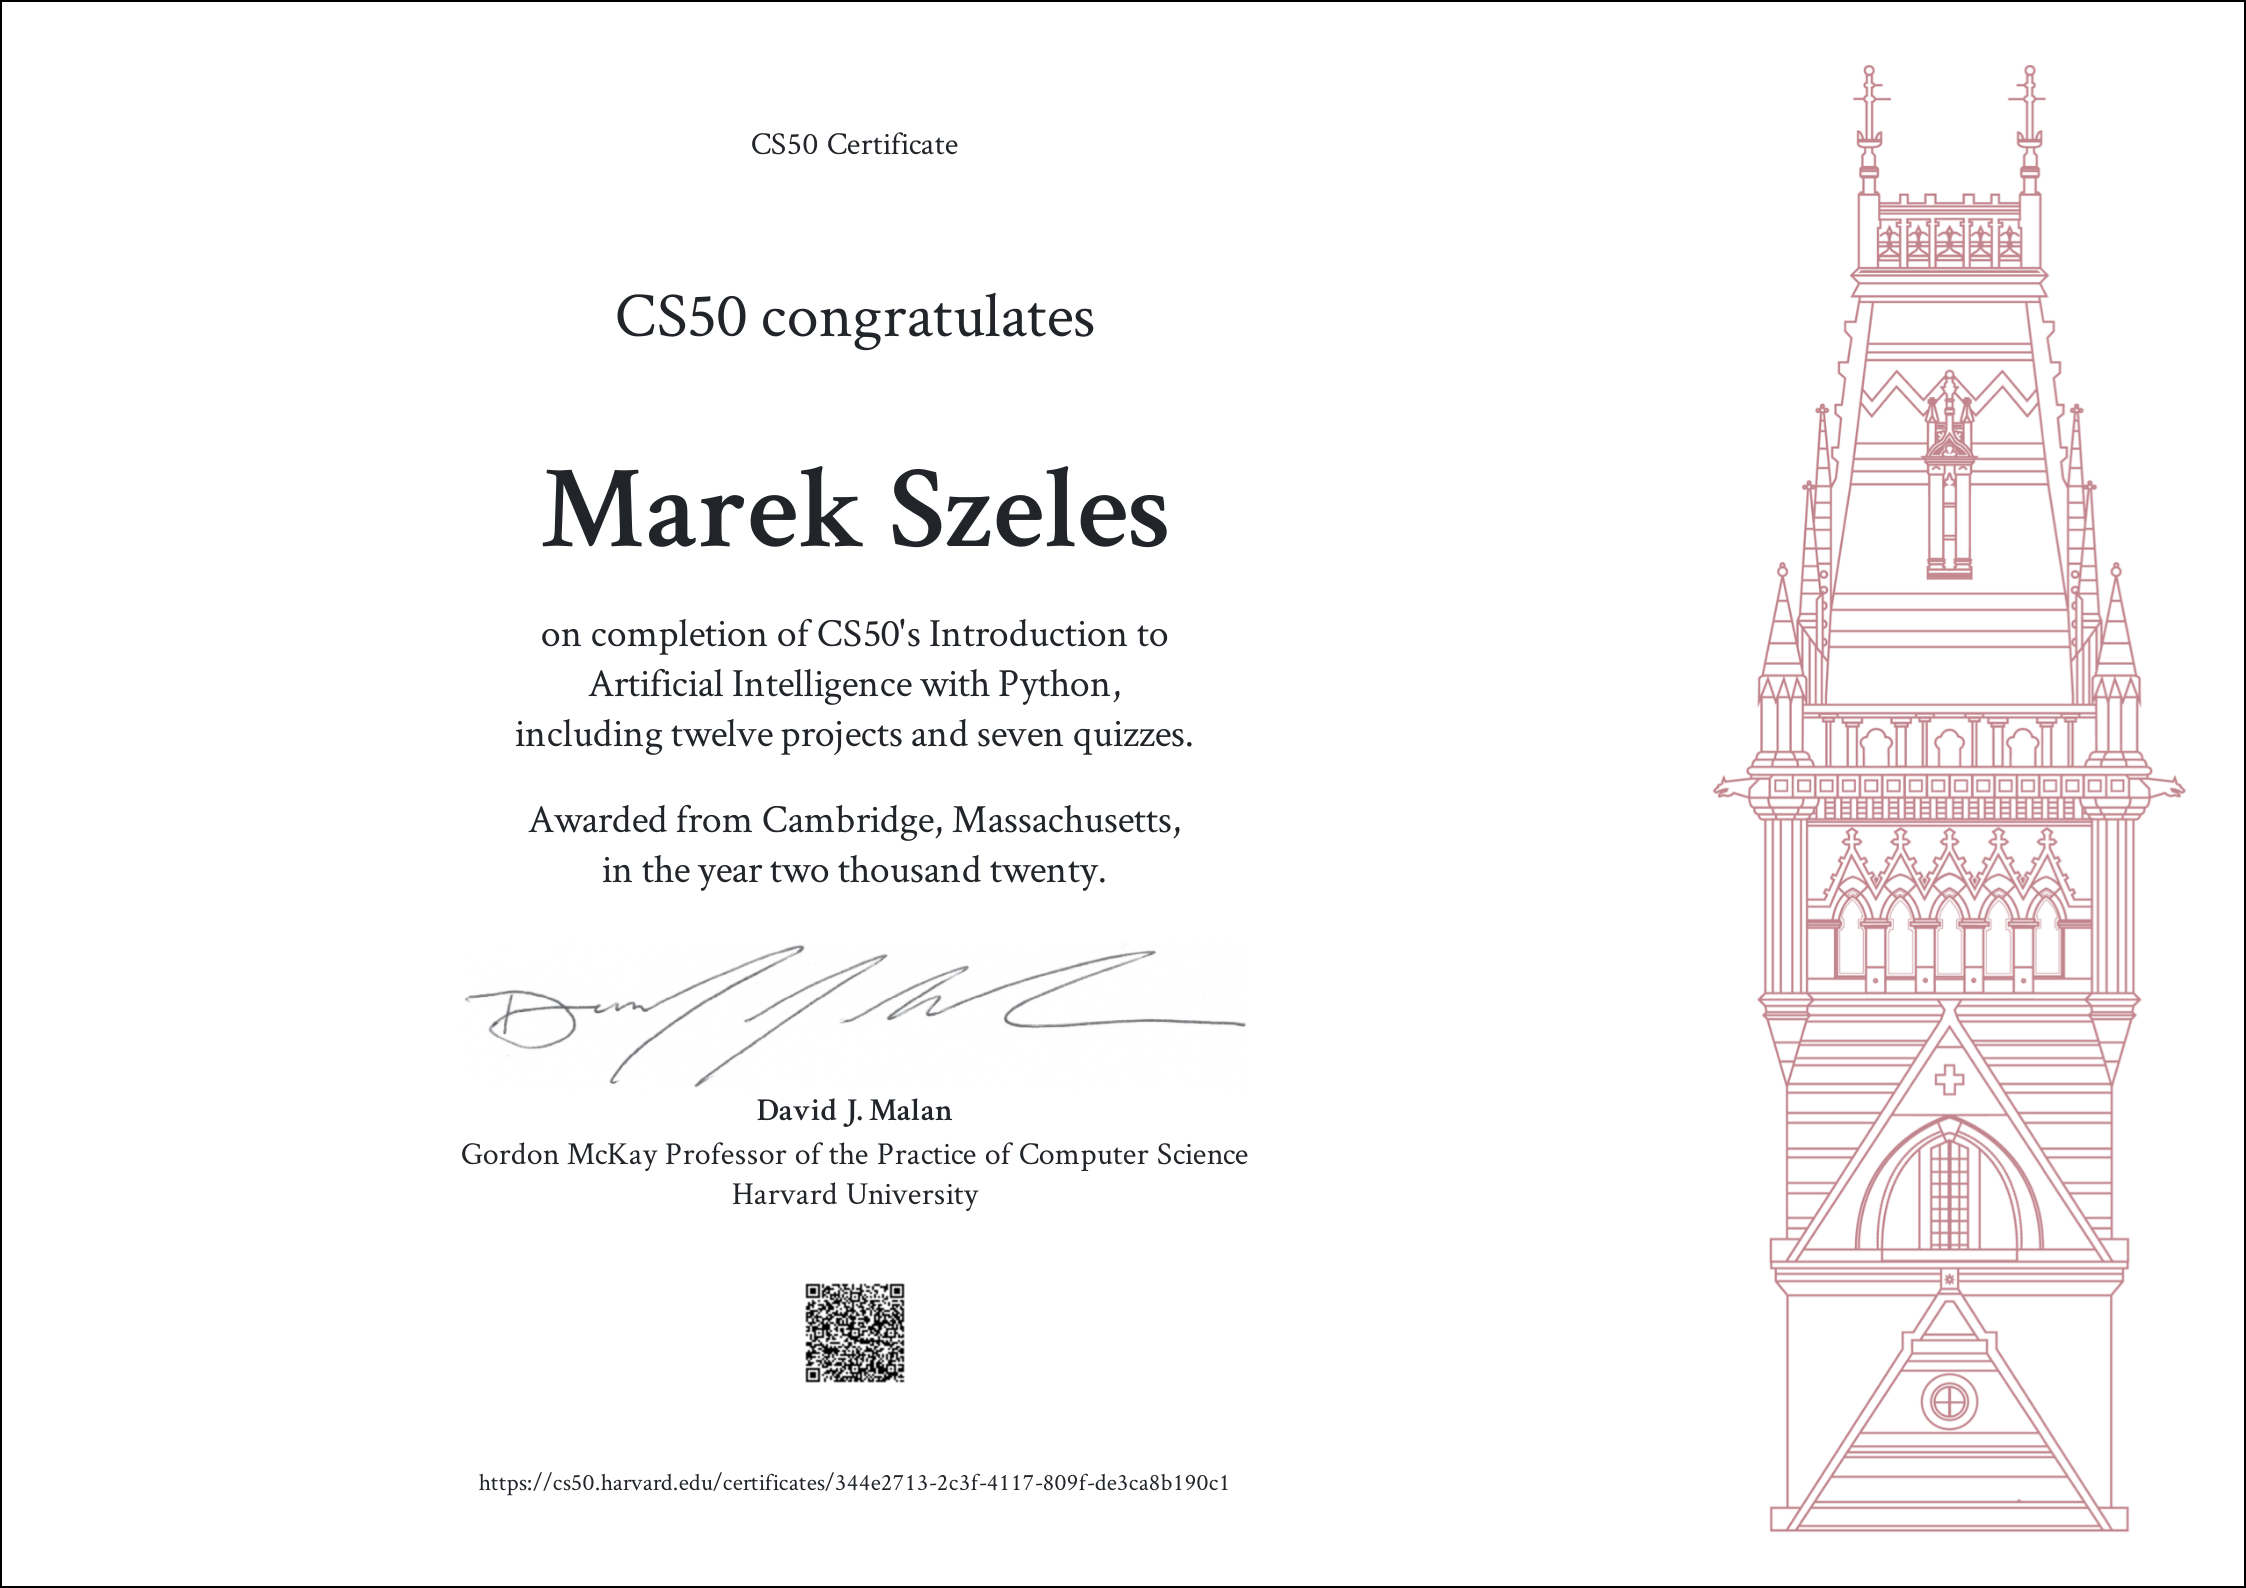 CS50 Certificate
CS50 congratulates
Marek Szeles
on completion of CS50's Introduction to
Artificial Intelligence with Python,
including twelve projects and seven quizzes.
Awarded from Cambridge, Massachusetts,
in the year two thousand twenty.
David J. Malan
Gordon McKay Professor of the Practice of Computer Science
Harvard University
https://cs50.harvard.edu/certificates/344e2713-2c3f-4117-809f-de3ca8b190c1